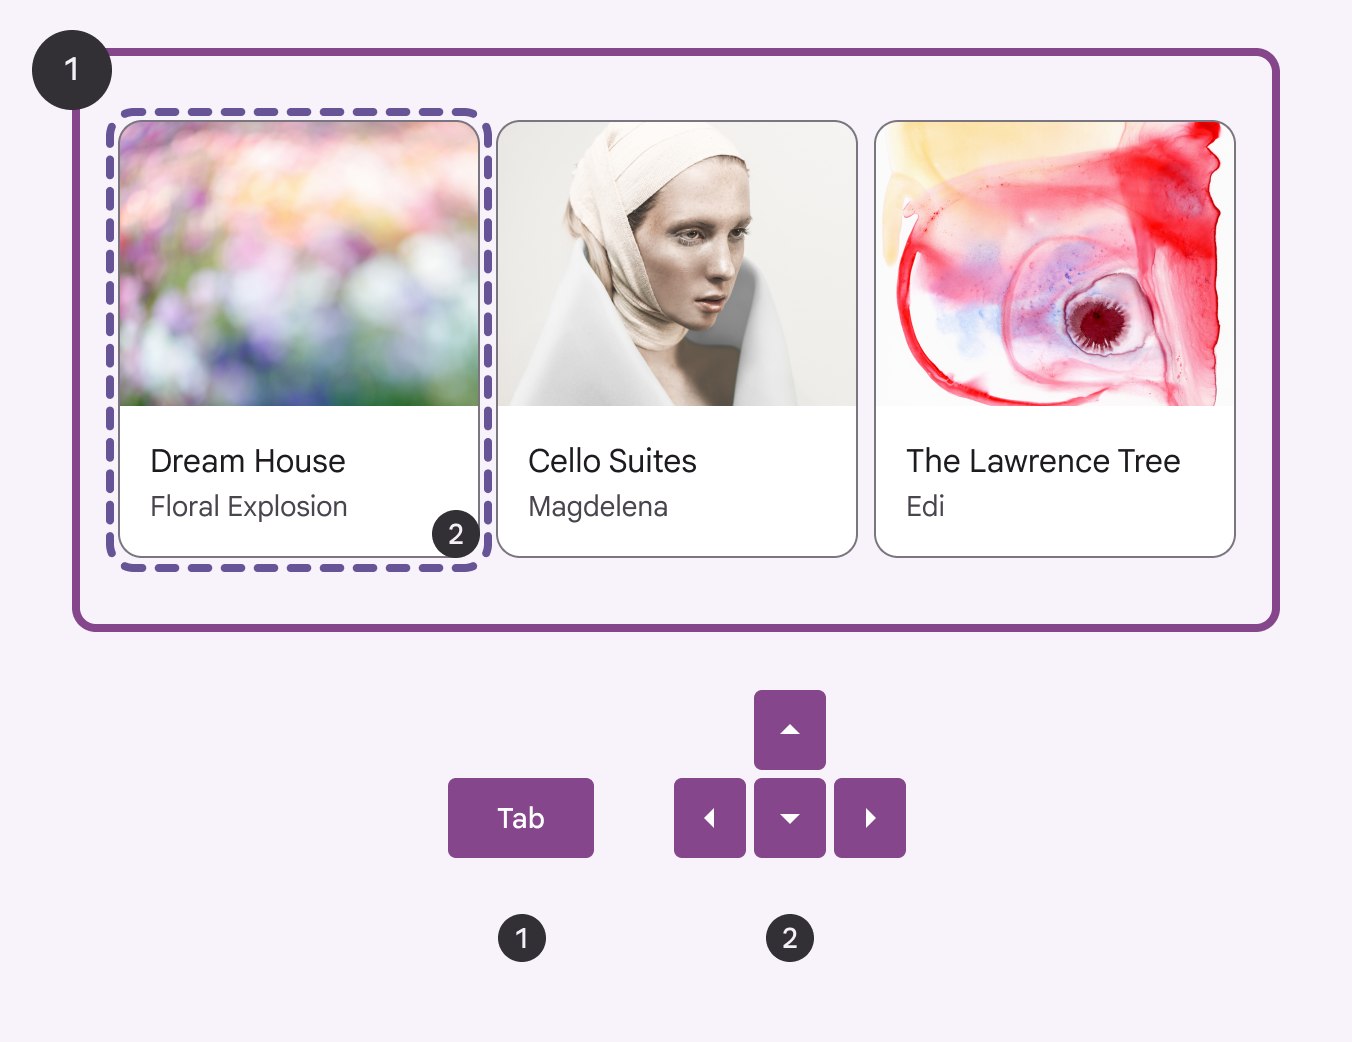 1
Dream House
Floral Explosion
2
Cello Suites
Magdelena
The Lawrence Tree
Edi
Tab
1
2